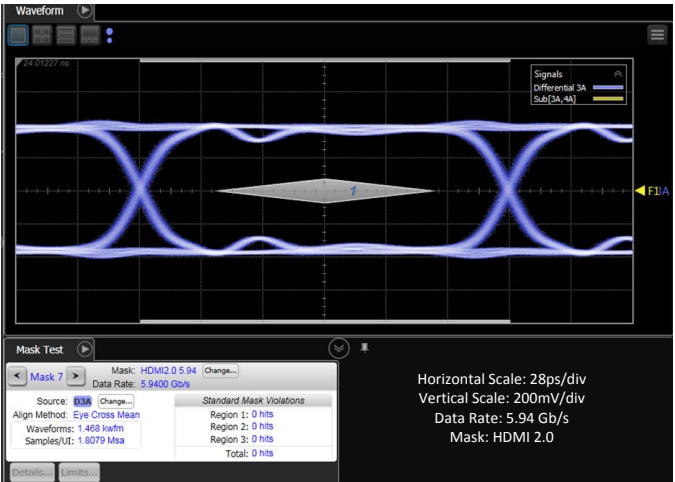 Waveform
24.01227 ns
Signals
Differential 3A
Sub[3A,4A]
1
F1 3A
Mask Test
Mask 7
Mask: HDMI2.0 5.94 Change...
Data Rate: 5.9400 Gb/s
Source: D3A Change...
Align Method: Eye Cross Mean
Waveforms: 1.468 kwfm
Samples/UI: 1.8079 Msa
Standard Mask Violations
Region 1: 0 hits
Region 2: 0 hits
Region 3: 0 hits
Total: 0 hits
Details... Limits...
Horizontal Scale: 28ps/div
Vertical Scale: 200mV/div
Data Rate: 5.94 Gb/s
Mask: HDMI 2.0